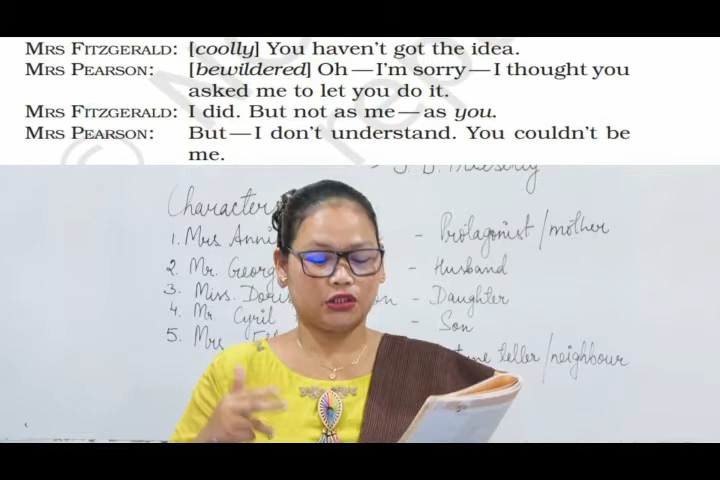 MRS FITZGERALD: [coolly] You haven't got the idea.
MRS PEARSON: [bewildered] Oh—I'm sorry—I thought you
asked me to let you do it.
MRS FITZGERALD: I did. But not as me—as you.
MRS PEARSON: But—I don't understand. You couldn't be
me.
- J. B. Priestly
Character
1. Mrs - Protagonist/mother
2. Mr. Georg - Husband
3. Miss. Doris - Daughter
4. Mr Cyril - Son
5. Mrs teller/neighbour